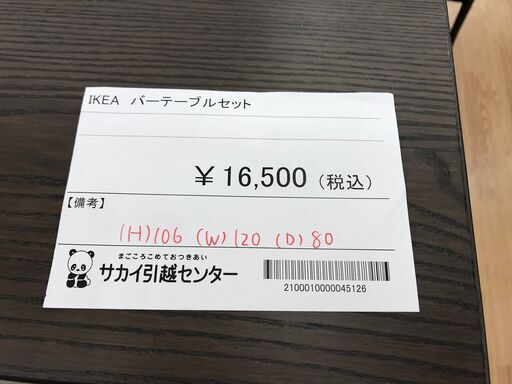 IKEA バーテーブルセット
￥16,500（税込）
【備考】
(H)106 (W)120 (D)80
まごころこめておつきあい
サカイ引越センター
2100010000045126